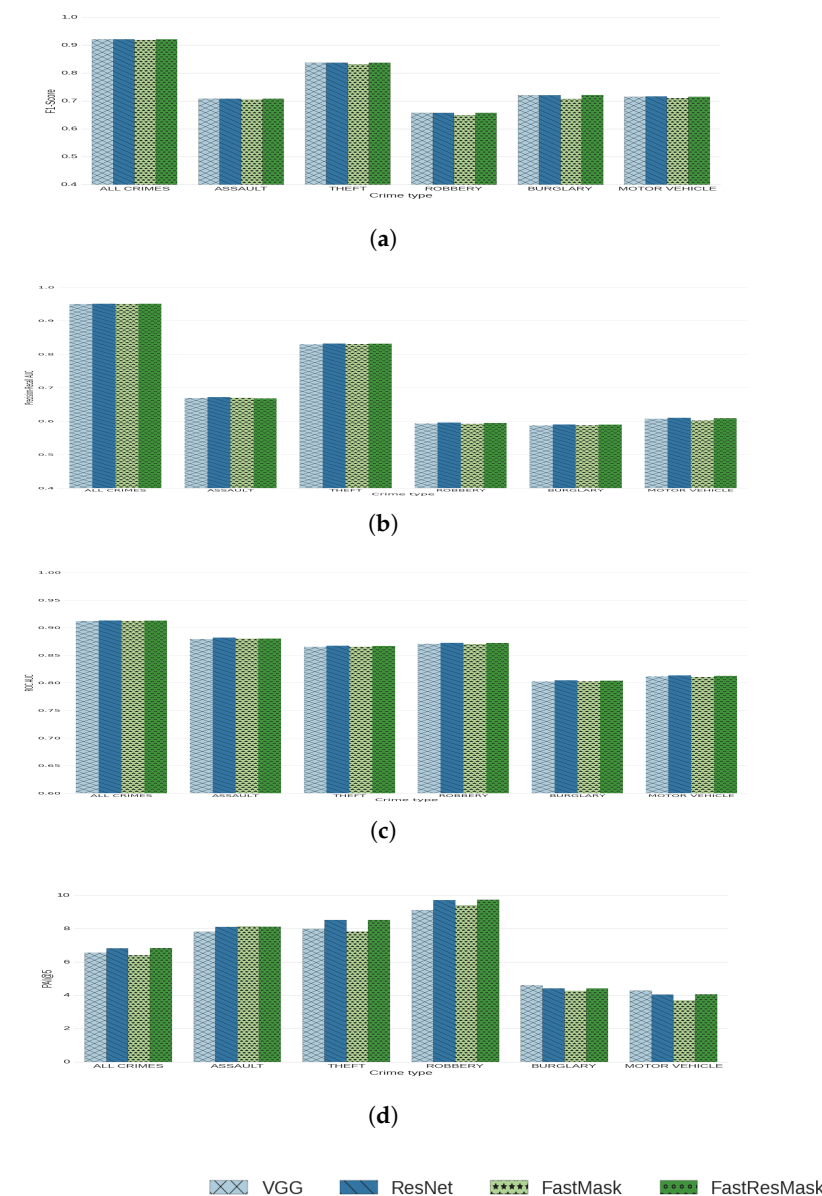 1.0
0.9
0.8
0.7
0.6
0.5
0.4
F1-Score
ALL CRIMES ASSAULT THEFT ROBBERY BURGLARY MOTOR VEHICLE
Crime type
(a)
1.0
0.9
0.8
0.7
0.6
0.5
0.4
Precision-Recall AUC
ALL CRIMES ASSAULT THEFT ROBBERY BURGLARY MOTOR VEHICLE
Crime type
(b)
1.00
0.95
0.90
0.85
0.80
0.75
0.70
0.65
0.60
ROC AUC
ALL CRIMES ASSAULT THEFT ROBBERY BURGLARY MOTOR VEHICLE
Crime type
(c)
10
8
6
4
2
0
PAI@5
ALL CRIMES ASSAULT THEFT ROBBERY BURGLARY MOTOR VEHICLE
Crime type
(d)
VGG ResNet FastMask FastResMask